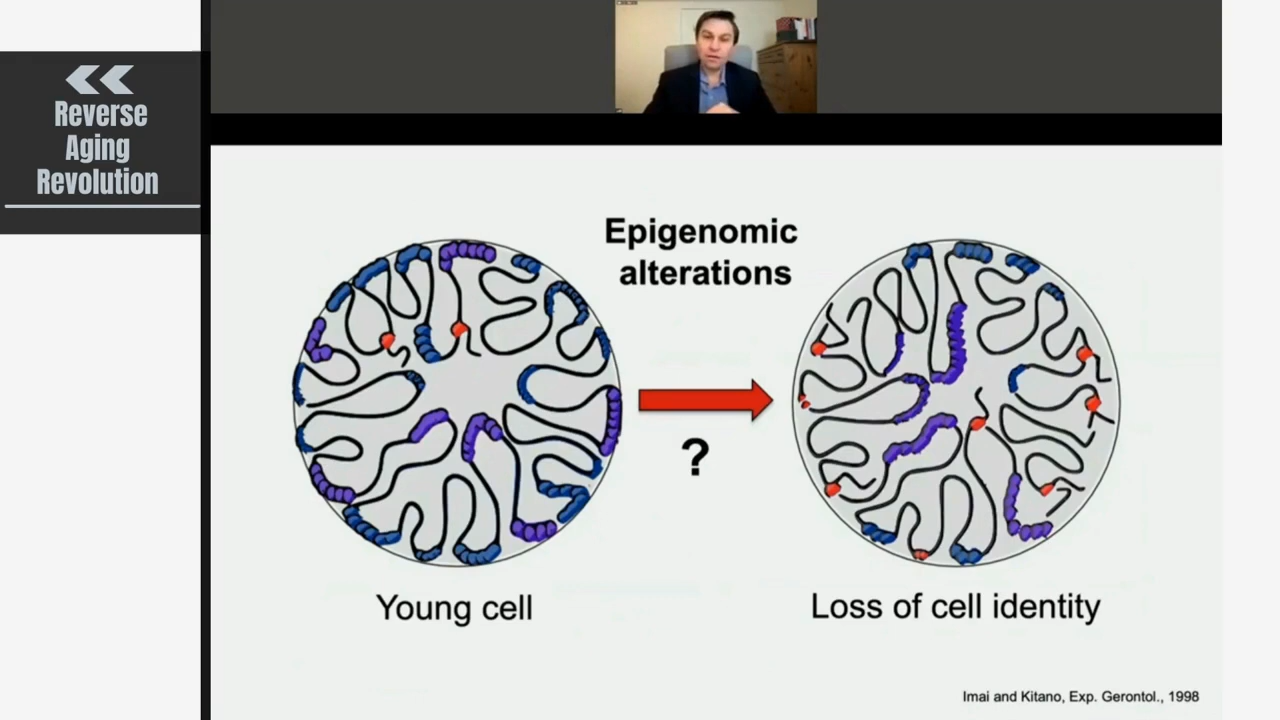 Reverse
Aging
Revolution
Epigenomic
alterations
?
Young cell
Loss of cell identity
Imai and Kitano, Exp. Gerontol., 1998